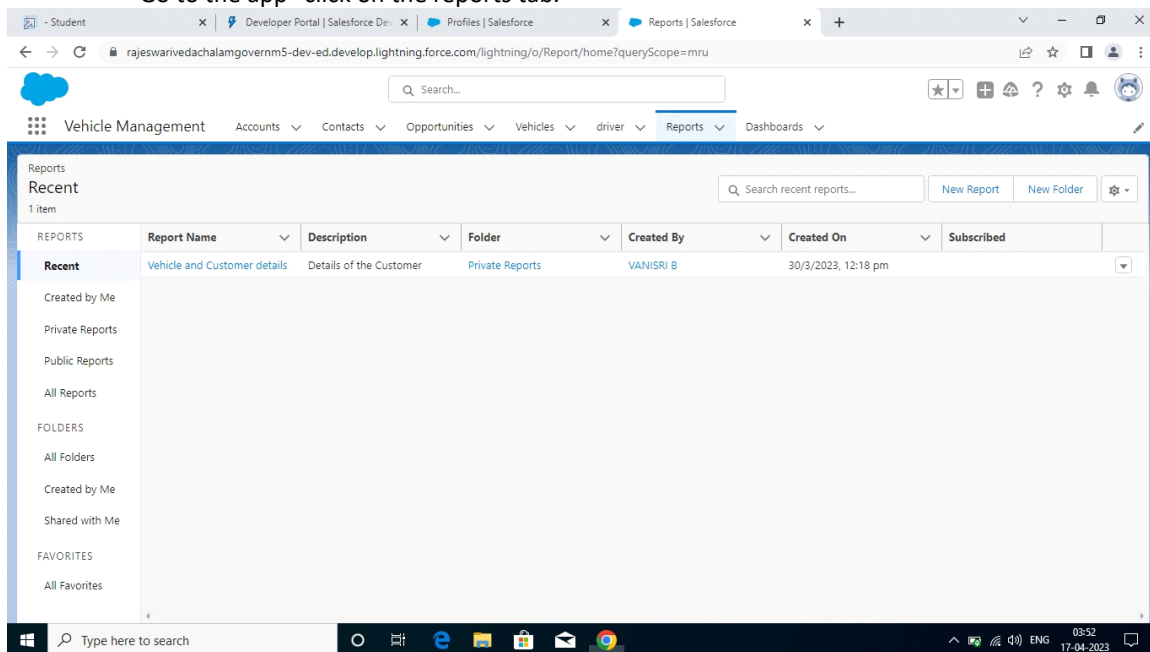 Go to the app click on the reports tab.
- Student
Developer Portal | Salesforce Dev
Profiles | Salesforce
Reports | Salesforce
rajeswarivedachalamgovernm5-dev-ed.develop.lightning.force.com/lightning/o/Report/home?queryScope=mru
Search...
Vehicle Management Accounts Contacts Opportunities Vehicles driver Reports Dashboards
Reports
Recent
1 item
Search recent reports...
New Report New Folder
REPORTS Report Name Description Folder Created By Created On Subscribed
Recent Vehicle and Customer details Details of the Customer Private Reports VANISRI B 30/3/2023, 12:18 pm
Created by Me
Private Reports
Public Reports
All Reports
FOLDERS
All Folders
Created by Me
Shared with Me
FAVORITES
All Favorites
Type here to search
ENG
03:52
17-04-2023